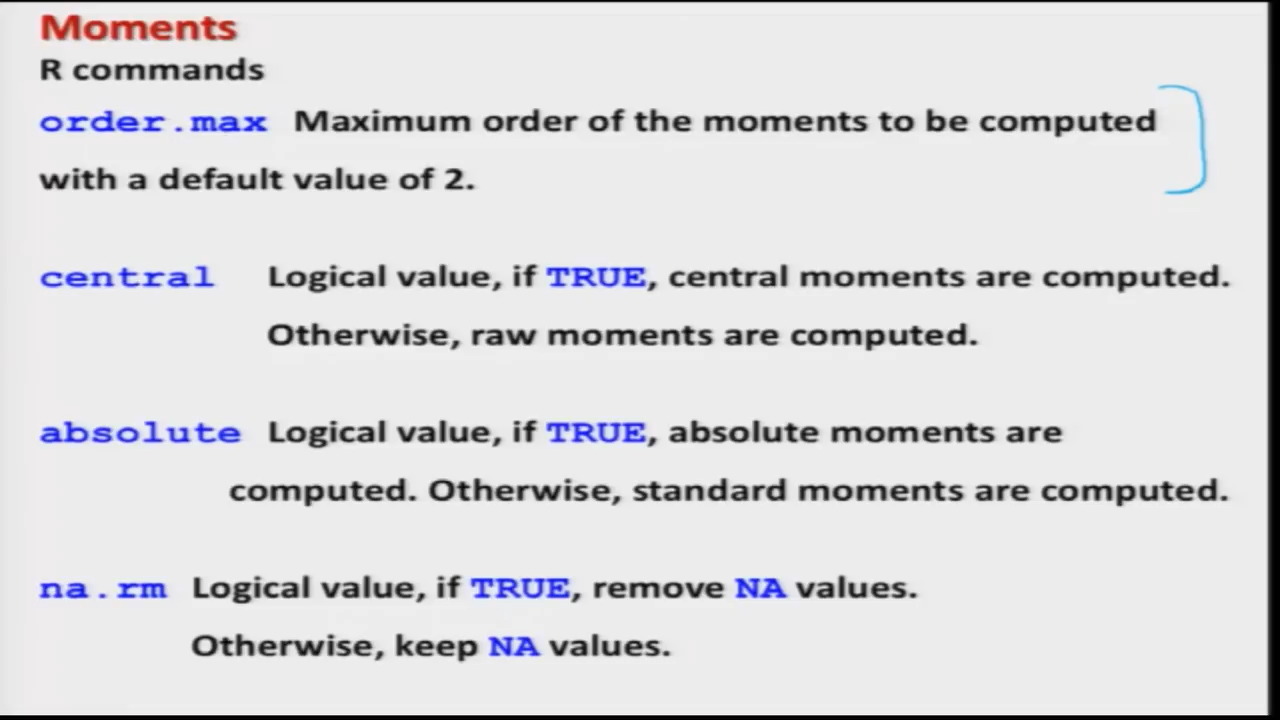 Moments
R commands
order.max Maximum order of the moments to be computed
with a default value of 2.
central Logical value, if TRUE, central moments are computed.
Otherwise, raw moments are computed.
absolute Logical value, if TRUE, absolute moments are
computed. Otherwise, standard moments are computed.
na.rm Logical value, if TRUE, remove NA values.
Otherwise, keep NA values.